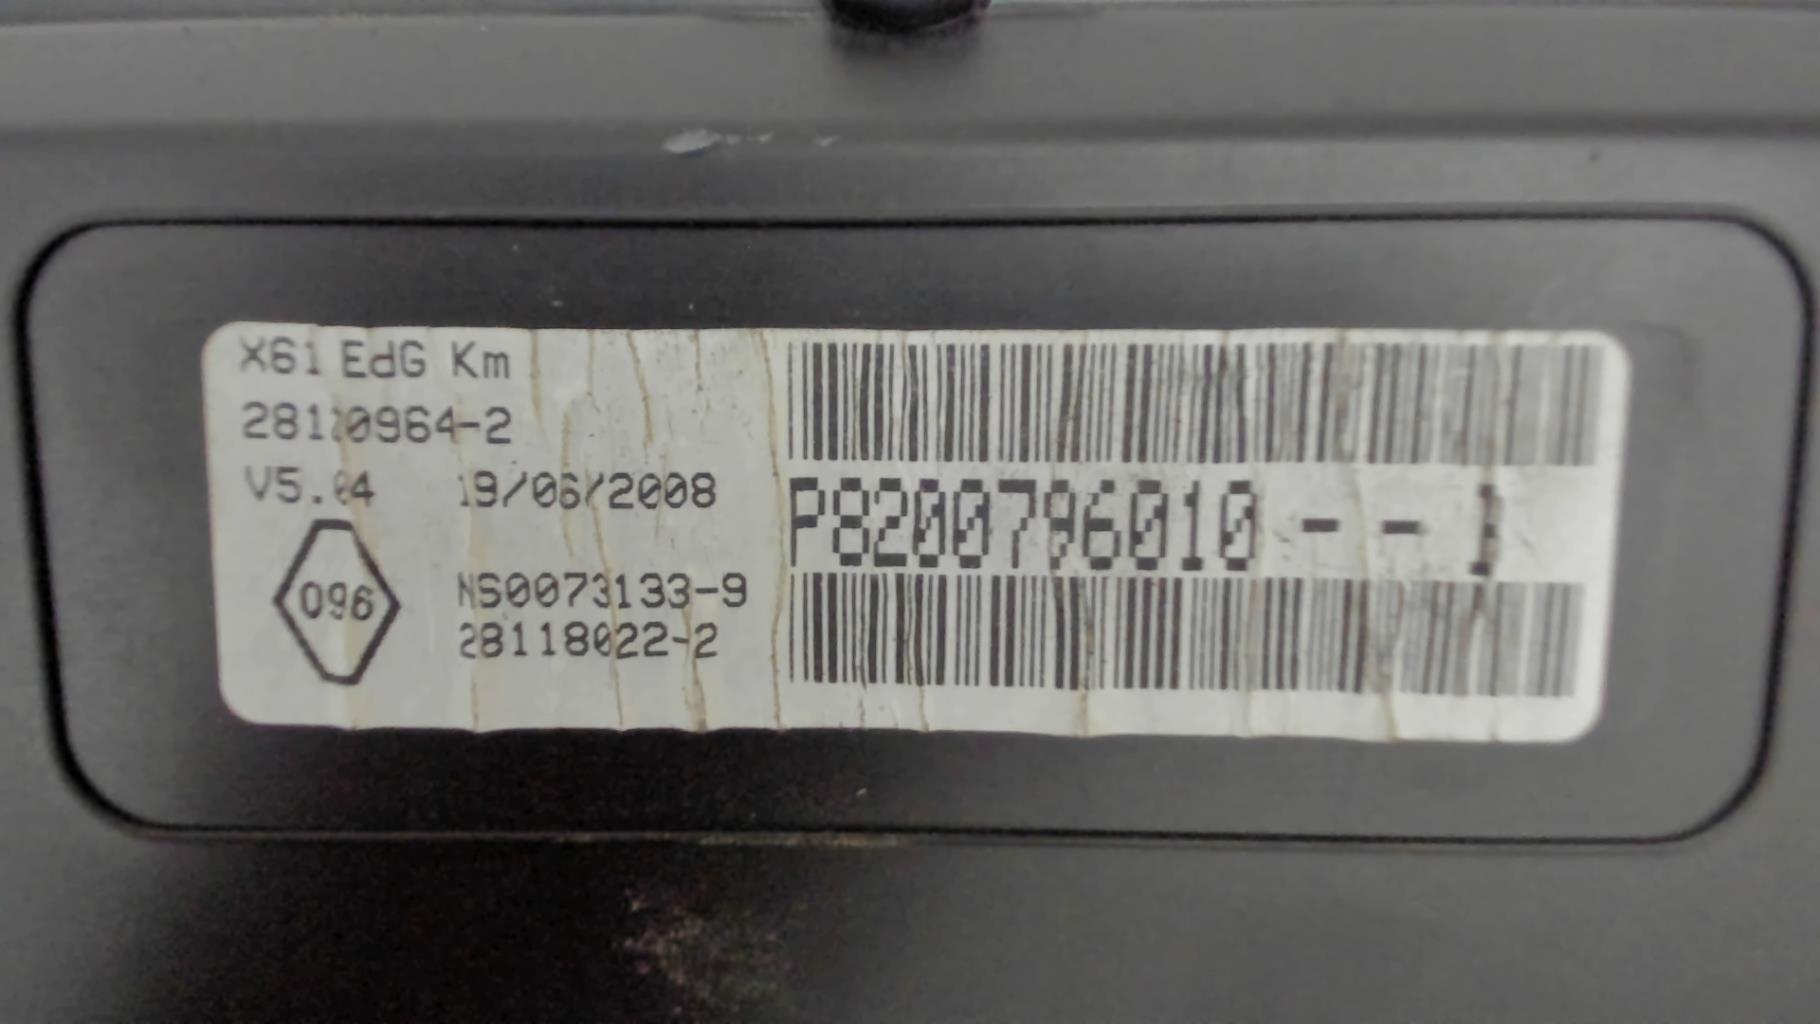 X61 EdG Km
28120964-2
V5.04 19/06/2008
096
NS0073133-9
28118022-2
P8200796010--